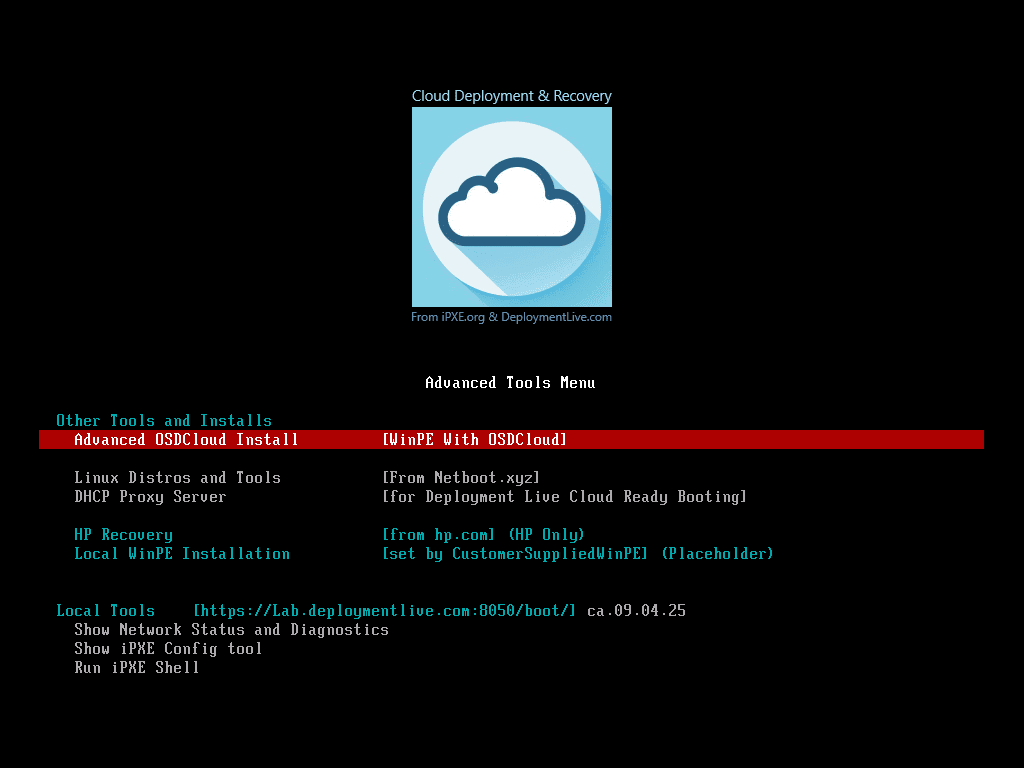 Cloud Deployment & Recovery
From iPXE.org & DeploymentLive.com
Advanced Tools Menu
Other Tools and Installs
Advanced OSDCloud Install [WinPE With OSDCloud]
Linux Distros and Tools [From Netboot.xyz]
DHCP Proxy Server [for Deployment Live Cloud Ready Booting]
HP Recovery [from hp.com] (HP Only)
Local WinPE Installation [set by CustomerSuppliedWinPE] (Placeholder)
Local Tools [https://Lab.deploymentlive.com:8050/boot/] ca.09.04.25
Show Network Status and Diagnostics
Show iPXE Config tool
Run iPXE Shell